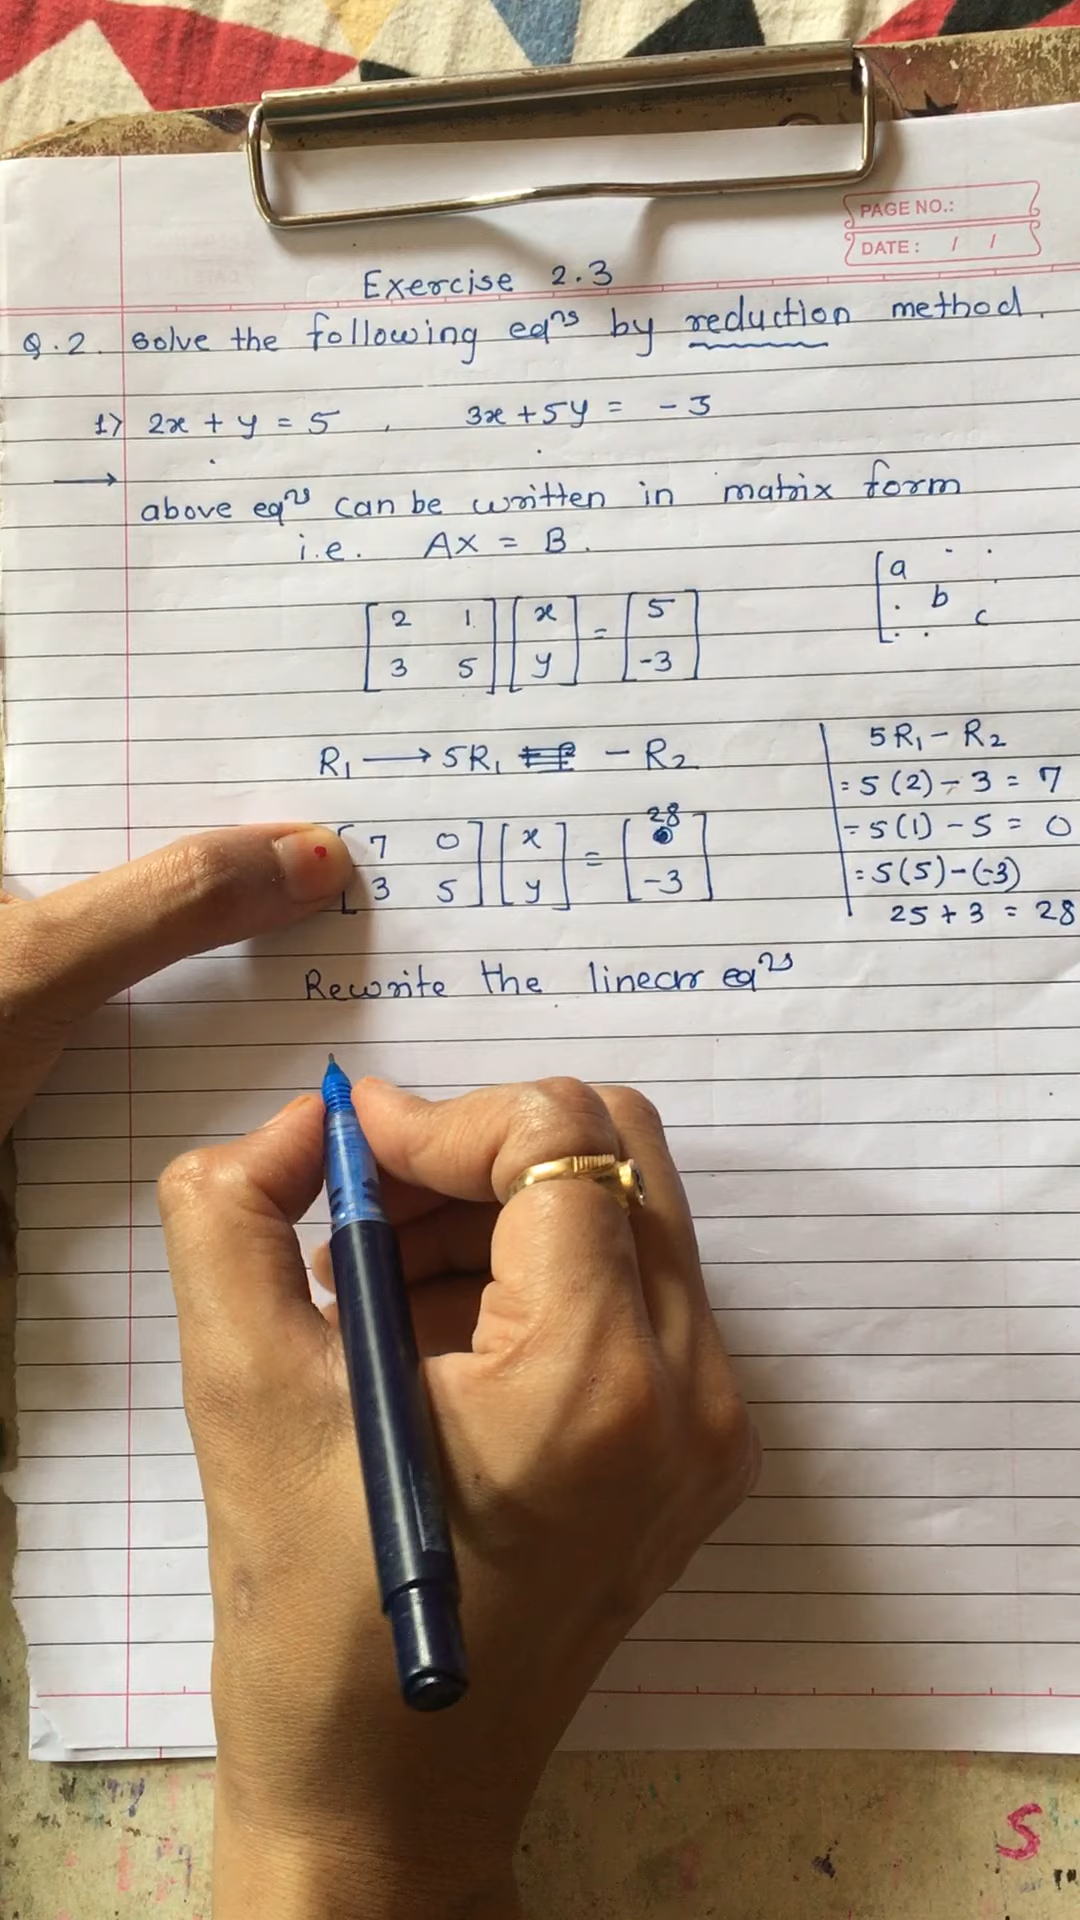 PAGE NO.:
DATE: / /
Exercise 2.3
Q.2. Solve the following eqns by reduction method.
1) 2x + y = 5 , 3x + 5y = -3
→
above eqns can be written in matrix form
i.e. AX = B.
[a . .
. b
. . c
[2 1] [x] = [5]
[3 5] [y] [-3]
R1 → 5R1 - R2
5R1 - R2
= 5(2) - 3 = 7
= 5(1) - 5 = 0
= 5(5) - (-3)
25 + 3 = 28
[7 0] [x] = [28]
[3 5] [y] [-3]
Rewrite the linear eqns
S